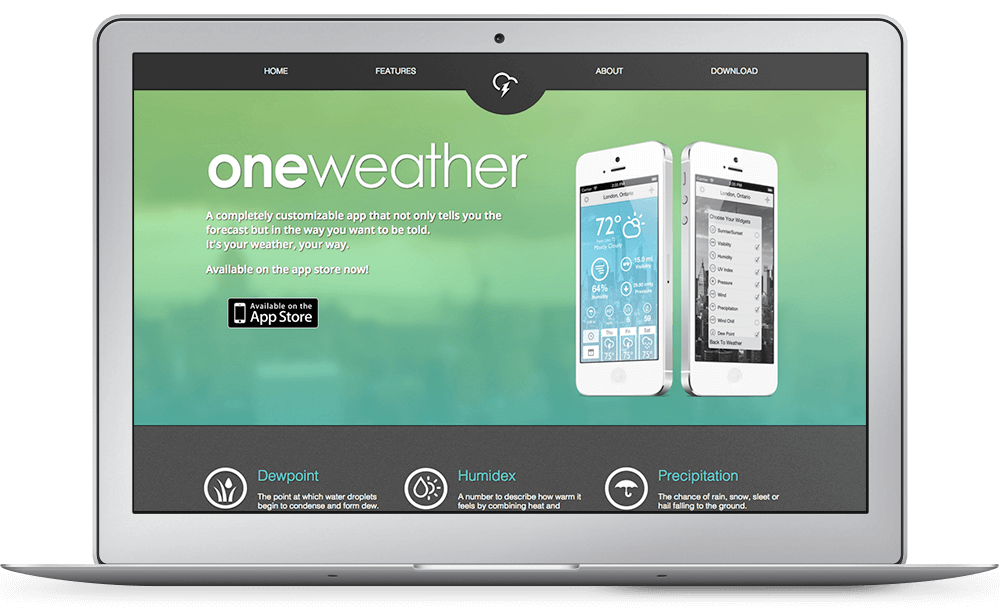 HOME
FEATURES
ABOUT
DOWNLOAD
oneweather
A completely customizable app that not only tells you the
forecast but in the way you want to be told.
It's your weather, your way.
Available on the app store now!
Available on the
App Store
London, Ontario
72°
Mostly Cloudy
15.0 mi
Visibility
64%
Humidity
Pressure
59
Thu
Fri
Sat
75°
75°
75°
3:35 PM
London, Ontario
Choose Your Widgets
Sunrise/Sunset
Visibility
Humidity
UV Index
Pressure
Wind
Precipitation
Wind Chill
Dew Point
Back To Weather
Dewpoint
The point at which water droplets
begin to condense and form dew.
Humidex
A number to describe how warm it
feels by combining heat and
Precipitation
The chance of rain, snow, sleet or
hail falling to the ground.